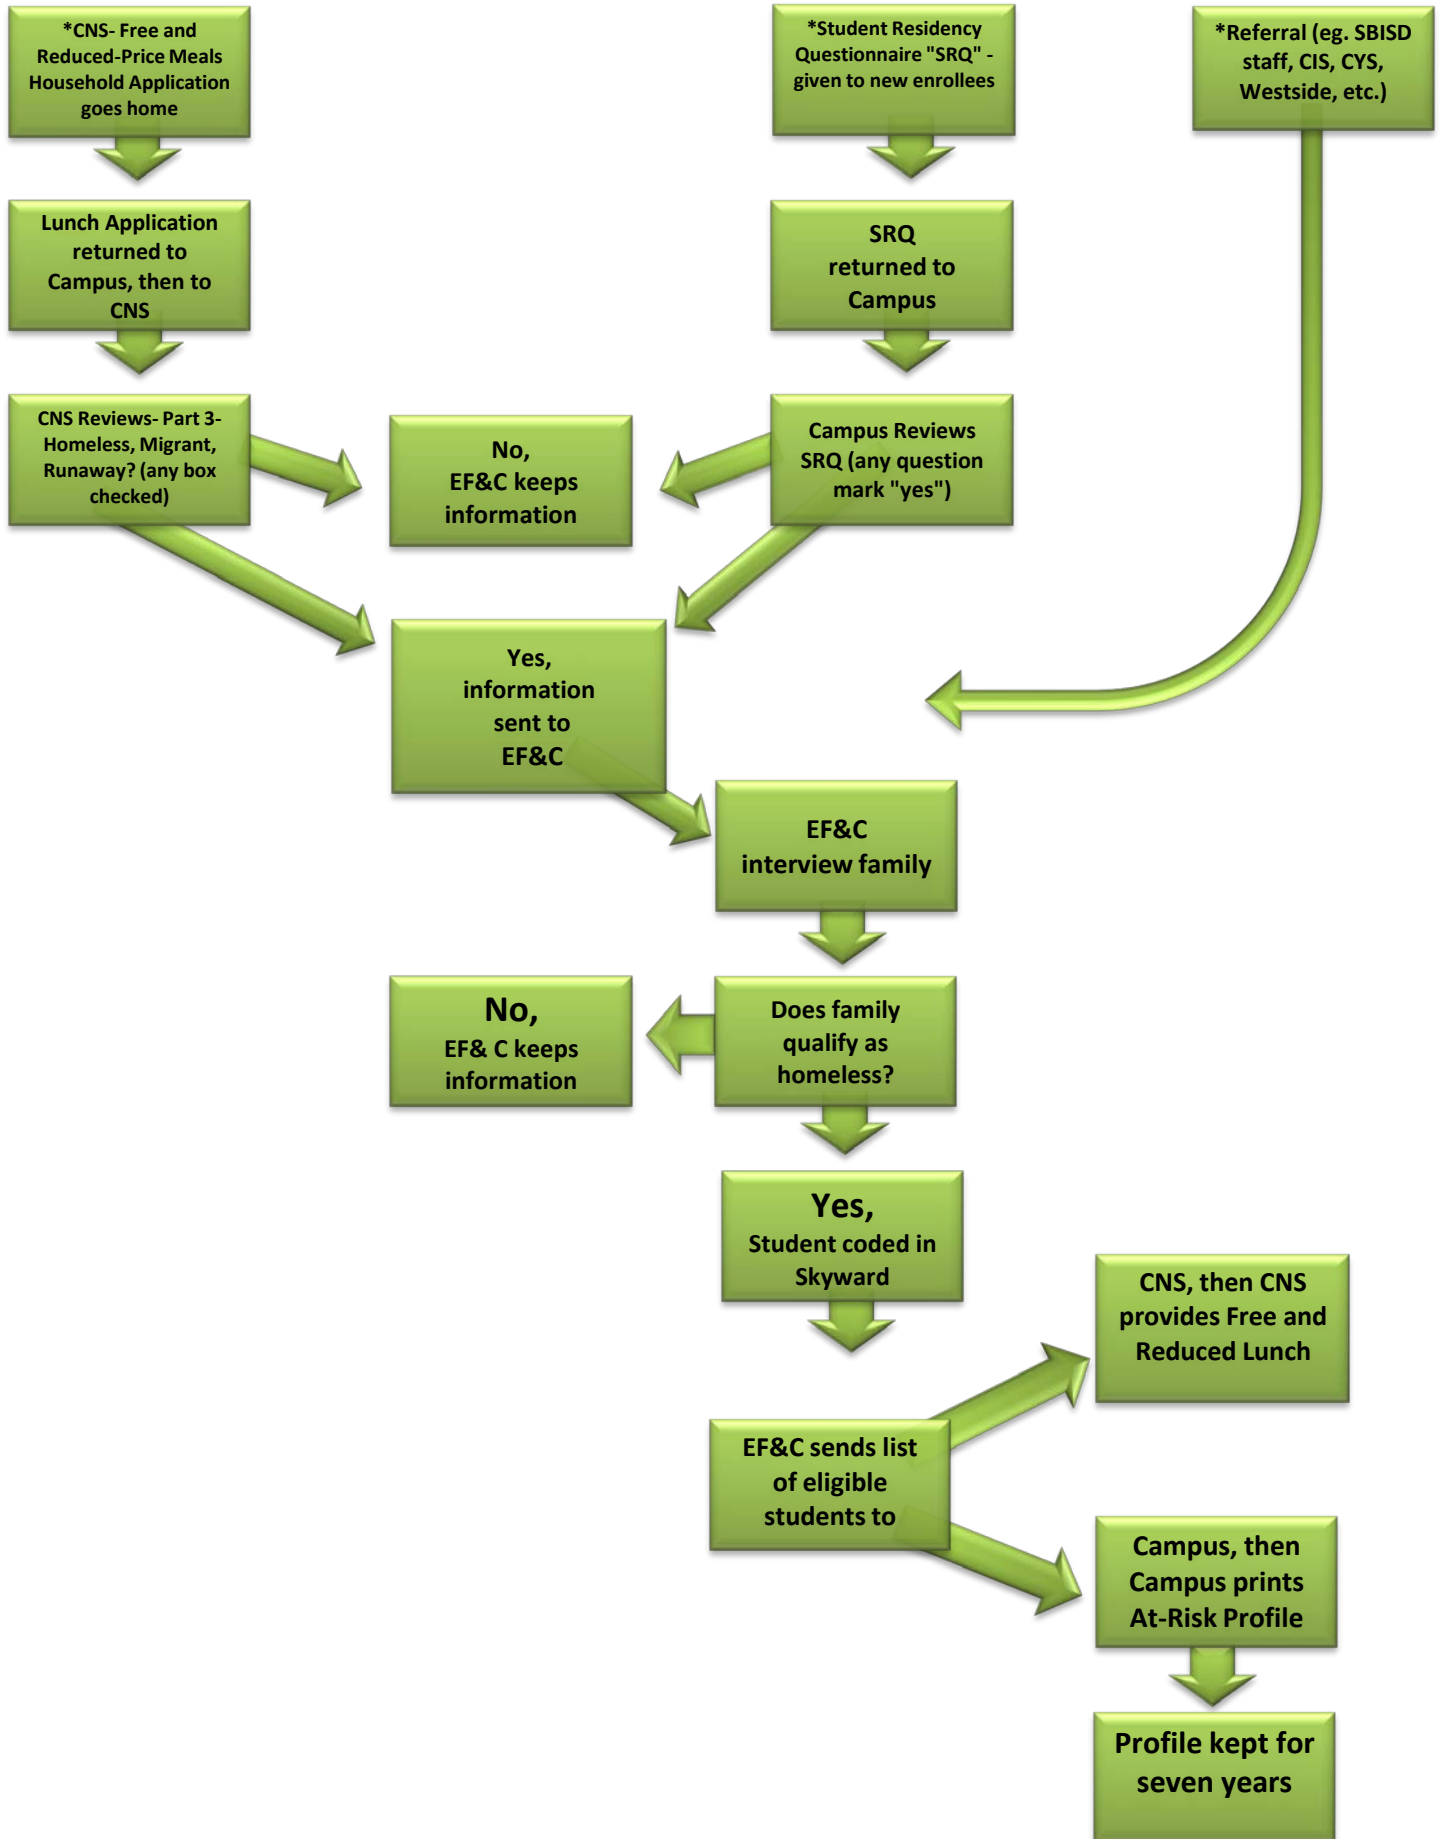 *CNS- Free and
Reduced-Price Meals
Household Application
goes home
*Student Residency
Questionnaire "SRQ" -
given to new enrollees
*Referral (eg. SBISD
staff, CIS, CYS,
Westside, etc.)
Lunch Application
returned to
Campus, then to
CNS
SRQ
returned to
Campus
CNS Reviews- Part 3-
Homeless, Migrant,
Runaway? (any box
checked)
No,
EF&C keeps
information
Campus Reviews
SRQ (any question
mark "yes")
Yes,
information
sent to
EF&C
EF&C
interview family
No,
EF& C keeps
information
Does family
qualify as
homeless?
Yes,
Student coded in
Skyward
CNS, then CNS
provides Free and
Reduced Lunch
EF&C sends list
of eligible
students to
Campus, then
Campus prints
At-Risk Profile
Profile kept for
seven years